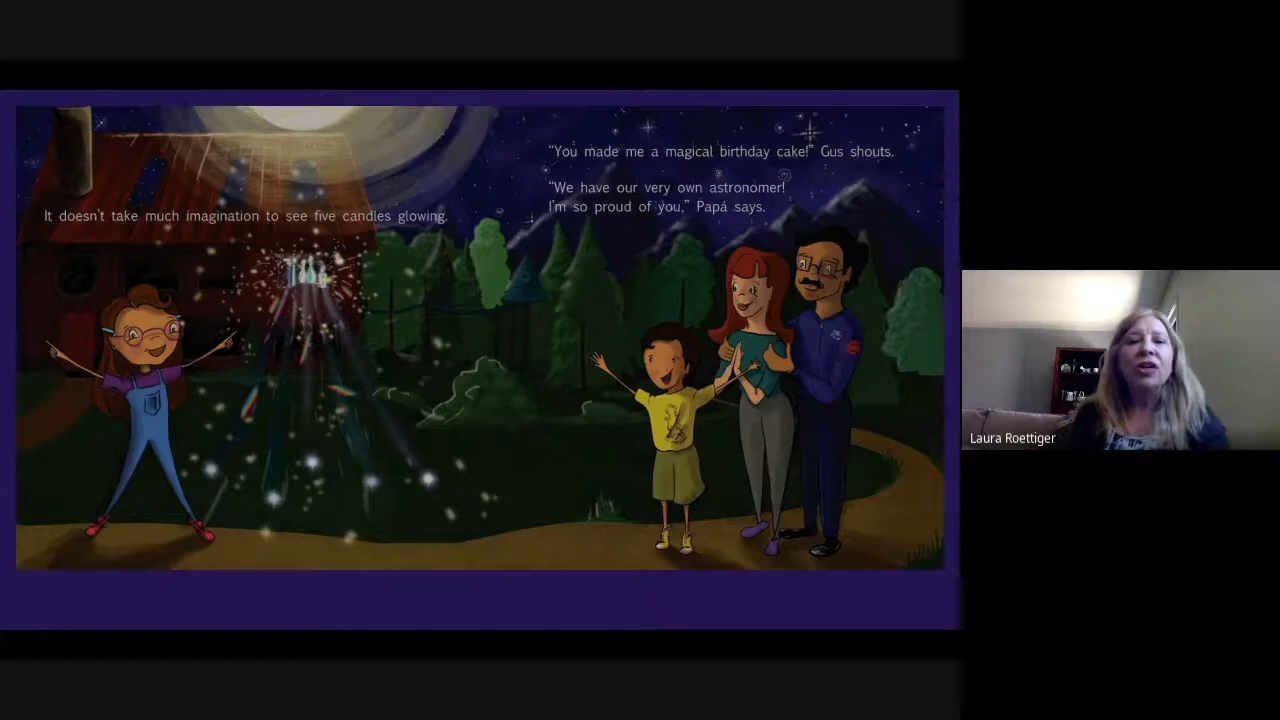 It doesn't take much imagination to see five candles glowing.
“You made me a magical birthday cake!” Gus shouts.
“We have our very own astronomer!
I'm so proud of you,” Papá says.
Laura Roettiger